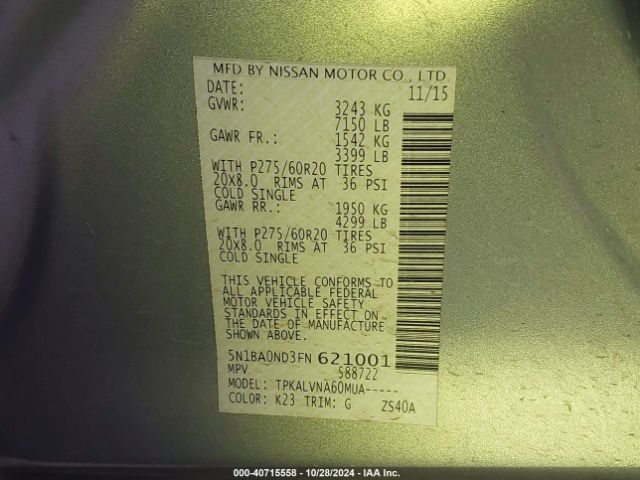 MFD BY NISSAN MOTOR CO., LTD.
DATE: 11/15
GVWR: 3243 KG
7150 LB
GAWR FR.: 1542 KG
3399 LB
WITH P275/60R20 TIRES
20X8.0 RIMS AT 36 PSI
COLD SINGLE
GAWR RR.: 1950 KG
4299 LB
WITH P275/60R20 TIRES
20X8.0 RIMS AT 36 PSI
COLD SINGLE
THIS VEHICLE CONFORMS TO
ALL APPLICABLE FEDERAL
MOTOR VEHICLE SAFETY
STANDARDS IN EFFECT ON
THE DATE OF MANUFACTURE
SHOWN ABOVE.
5N1BA0ND3FN 621001
MPV 588722
MODEL: TPKALVNA60MUA-----
COLOR: K23 TRIM: G ZS40A
000-40715558 - 10/28/2024 - IAA Inc.